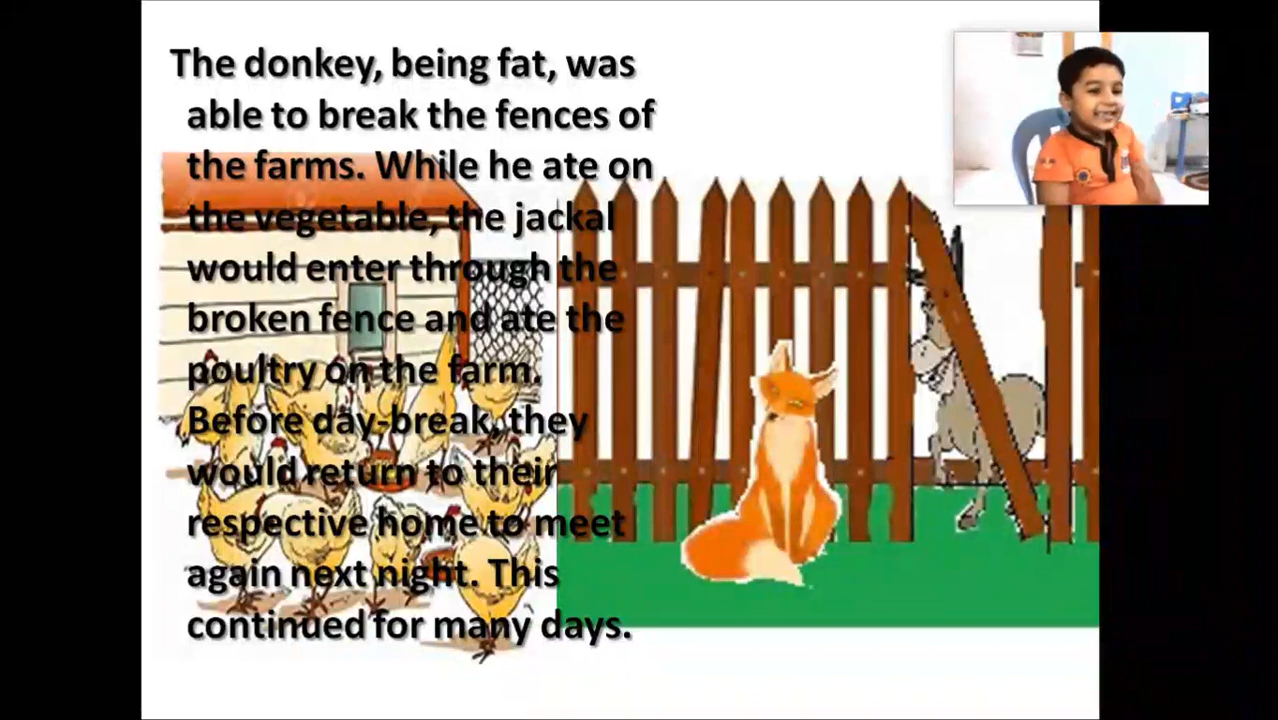 The donkey, being fat, was
able to break the fences of
the farms. While he ate on
the vegetable, the jackal
would enter through the
broken fence and ate the
poultry on the farm.
Before day-break, they
would return to their
respective home to meet
again next night. This
continued for many days.